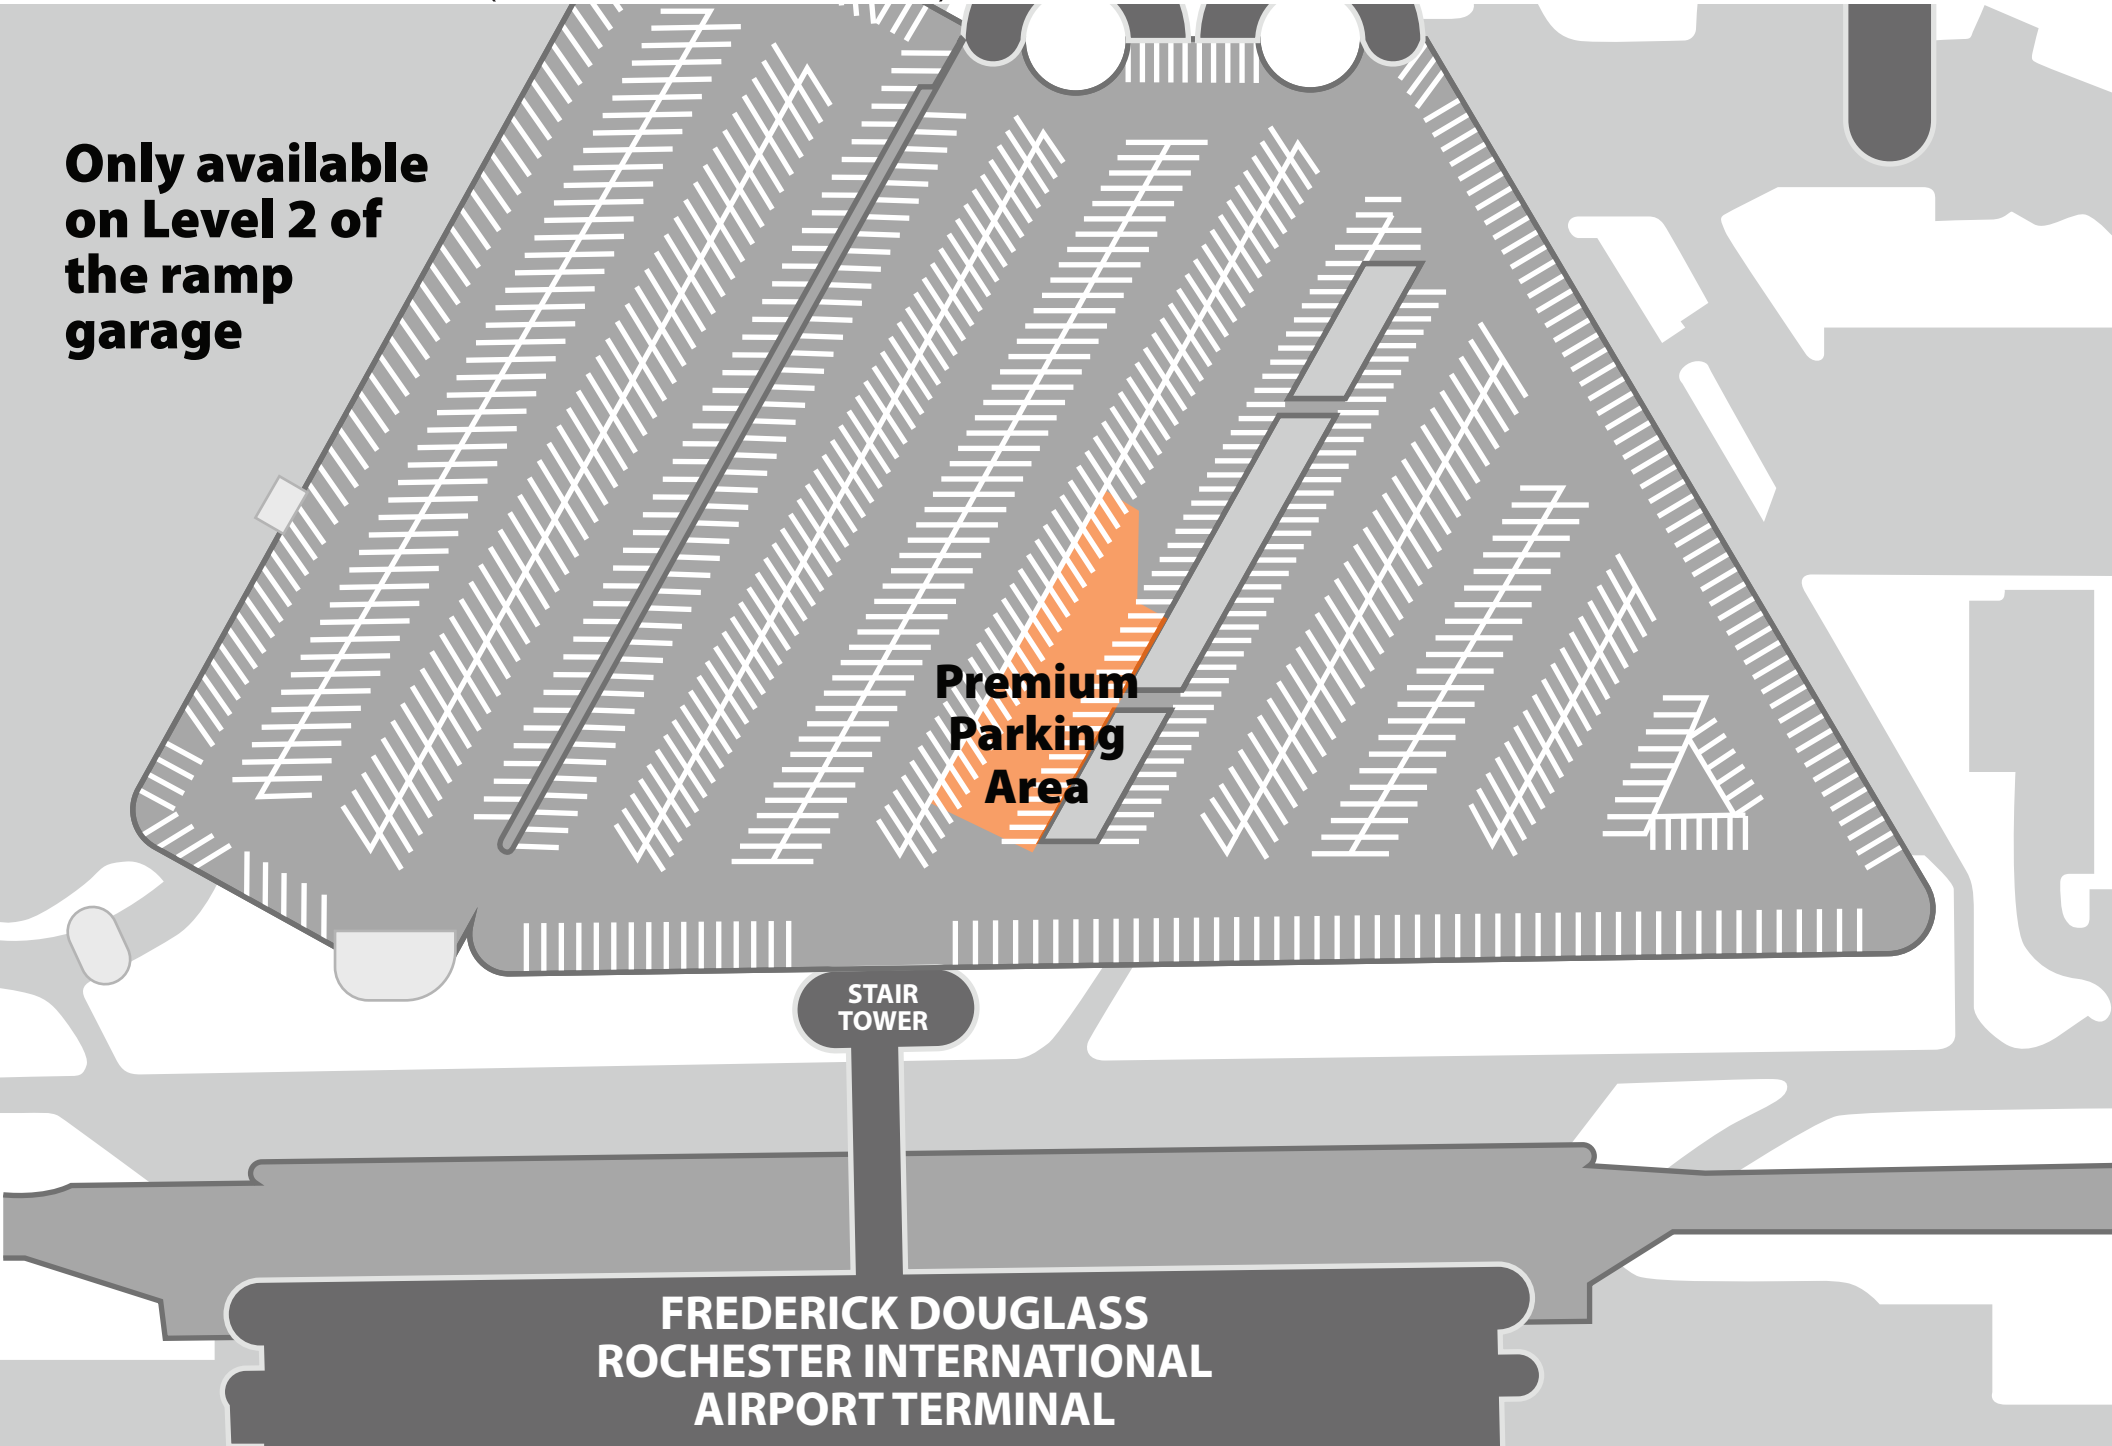 Only available
on Level 2 of
the ramp
garage
Premium
Parking
Area
STAIR
TOWER
FREDERICK DOUGLASS
ROCHESTER INTERNATIONAL
AIRPORT TERMINAL